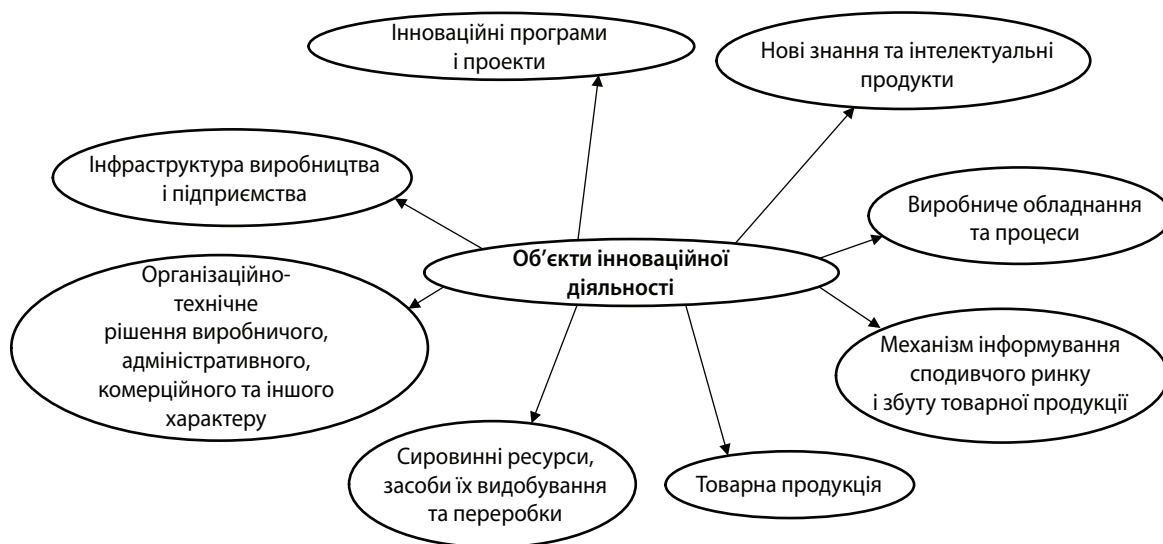 Інноваційні програми
і проекти
Нові знання та інтелектуальні
продукти
Інфраструктура виробництва
і підприємства
Виробниче обладнання
та процеси
Об’єкти інноваційної
діяльності
Організаційно-
технічне
рішення виробничого,
адміністративного,
комерційного та іншого
характеру
Механізм інформування
сподивчого ринку
і збуту товарної продукції
Сировинні ресурси,
засоби їх видобування
та переробки
Товарна продукція